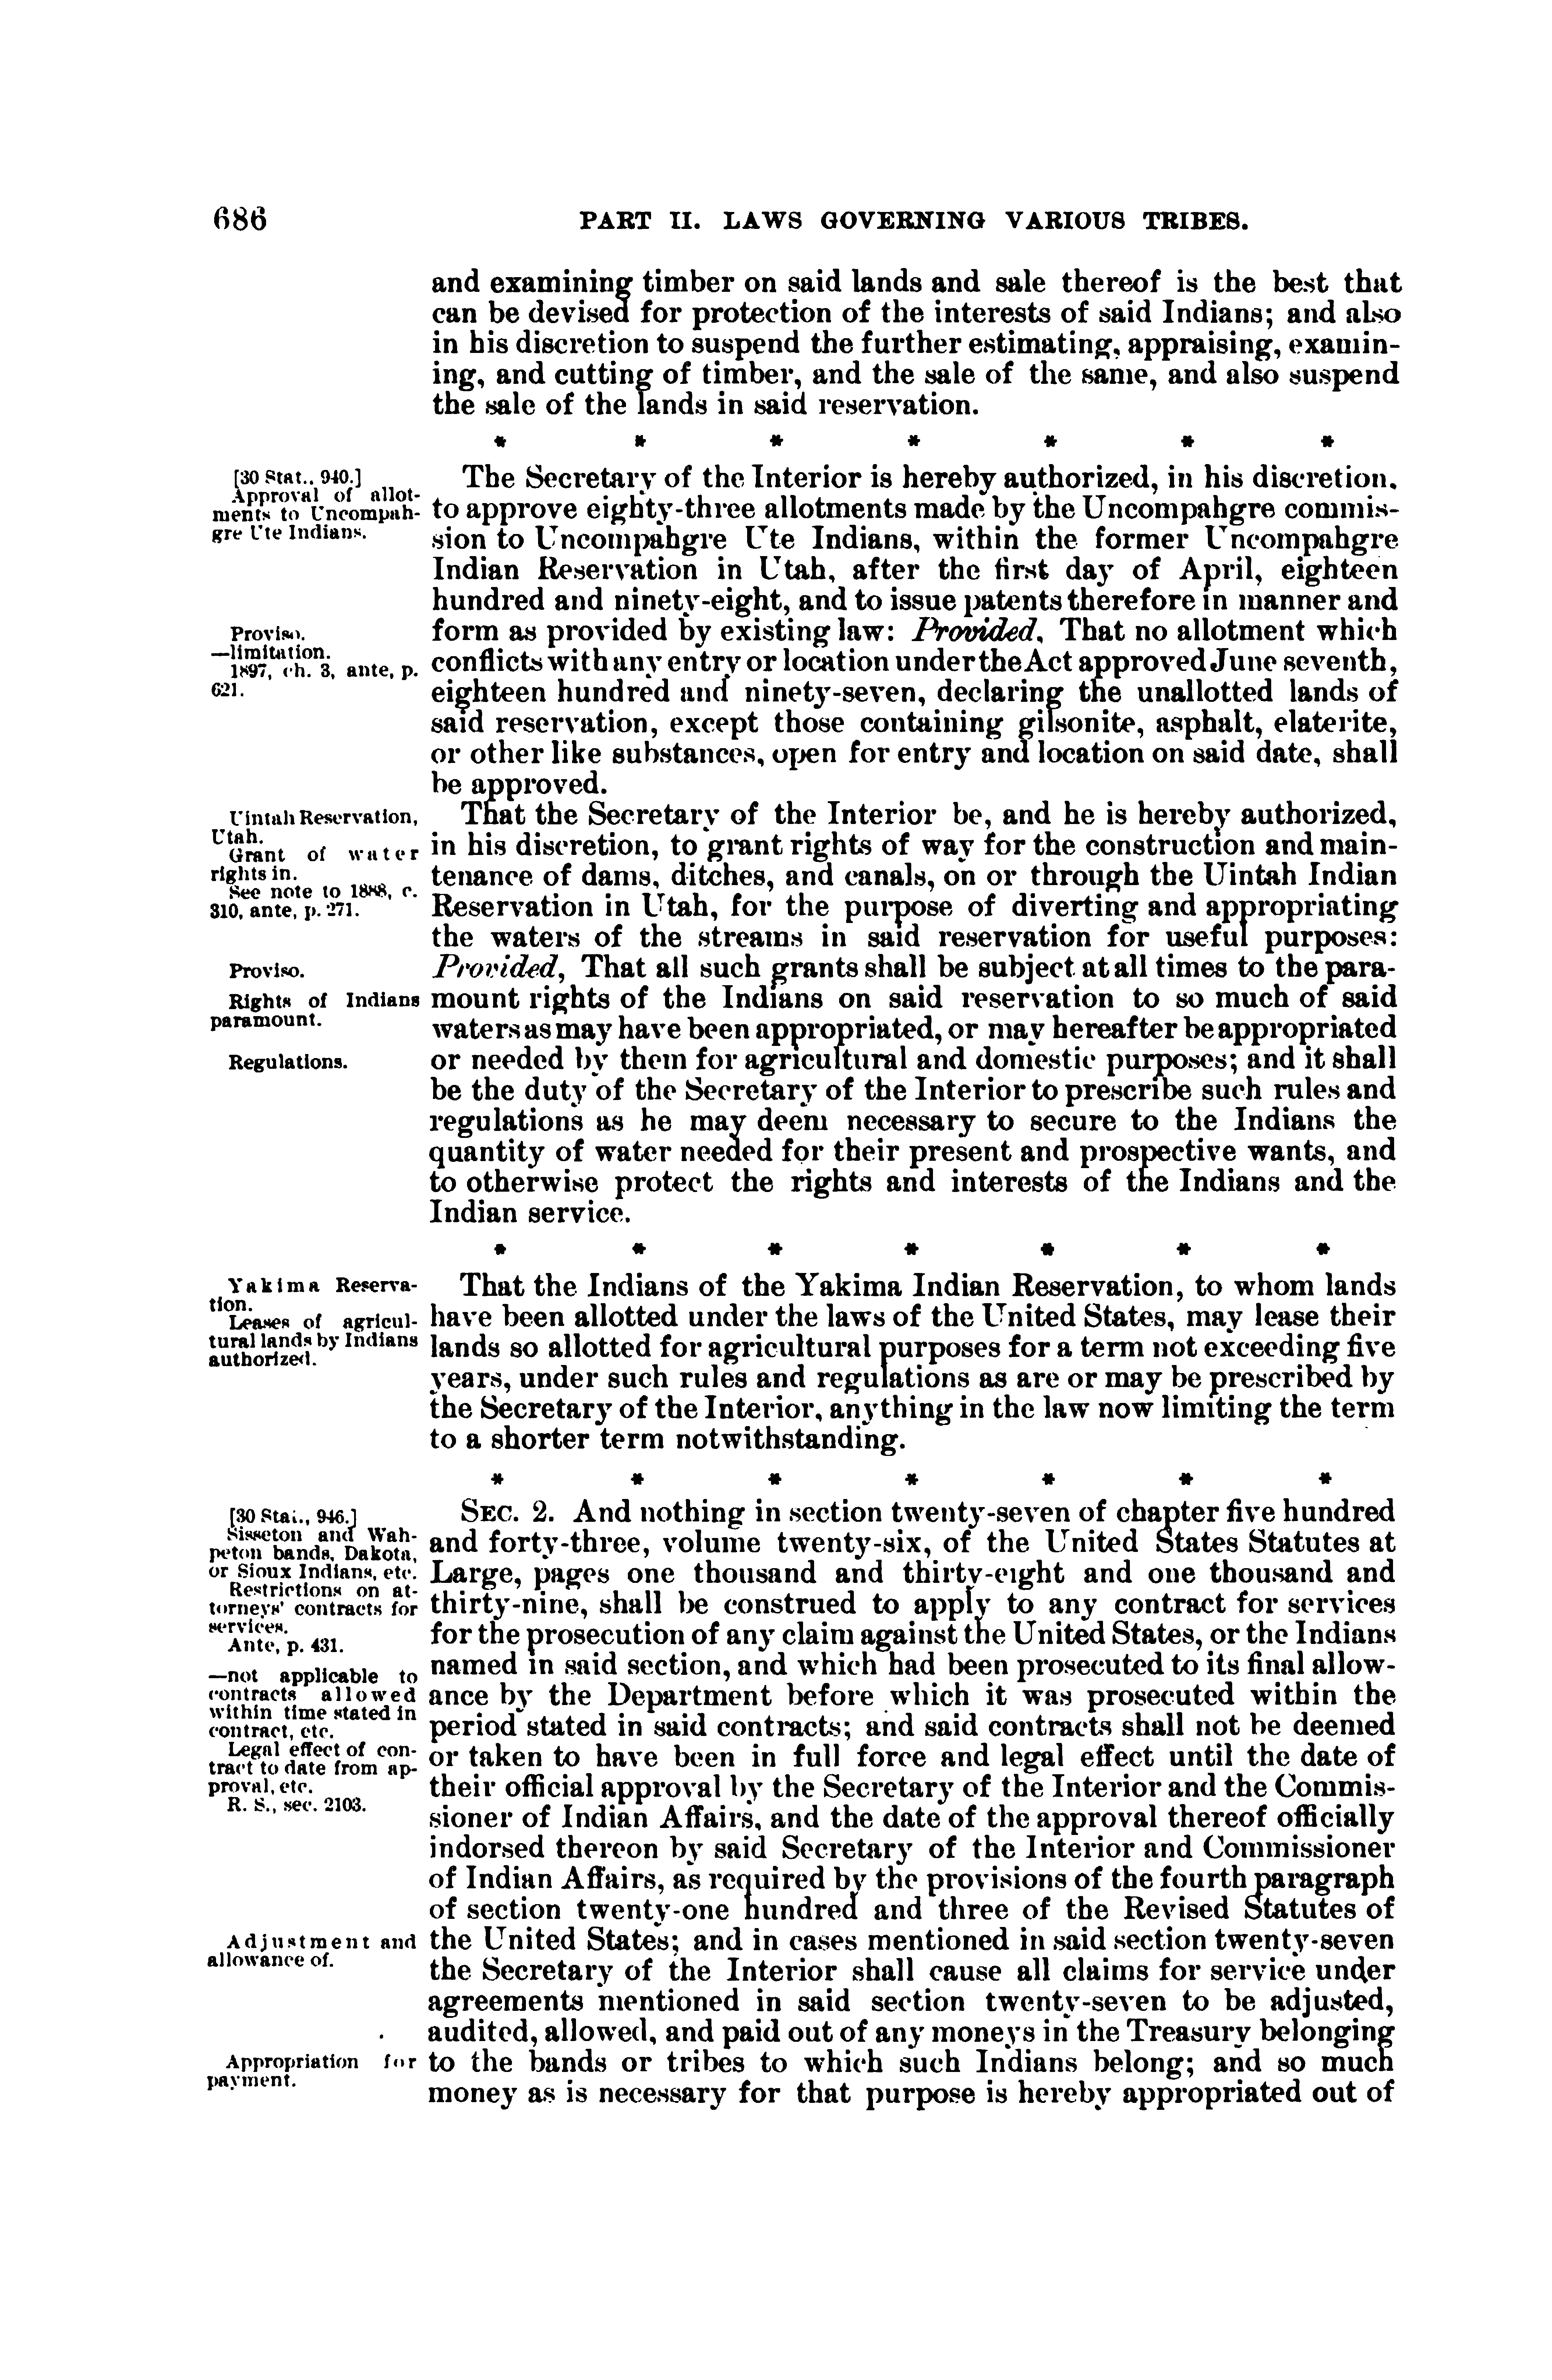 686
PART II. LAWS GOVERNING VARIOUS TRIBES.
and examining timber on said lands and sale thereof is the best that
can be devised for protection of the interests of said Indians; and also
in his discretion to suspend the further estimating, appraising, examin-
ing, and cutting of timber, and the sale of the same, and also suspend
the sale of the lands in said reservation.
* * * * * * *
[30 Stat., 940.]
Approval of allot-
ments to Uncompah-
gre Ute Indians.
The Secretary of the Interior is hereby authorized, in his discretion,
to approve eighty-three allotments made by the Uncompahgre commis-
sion to Uncompahgre Ute Indians, within the former Uncompahgre
Indian Reservation in Utah, after the first day of April, eighteen
hundred and ninety-eight, and to issue patents therefore in manner and
Proviso.
—limitation.
1897, ch. 3, ante, p.
621.
form as provided by existing law: Provided, That no allotment which
conflicts with any entry or location under the Act approved June seventh,
eighteen hundred and ninety-seven, declaring the unallotted lands of
said reservation, except those containing gilsonite, asphalt, elaterite,
or other like substances, open for entry and location on said date, shall
be approved.
Uintah Reservation,
Utah.
Grant of water
rights in.
See note to 1888, c.
310, ante, p. 271.
That the Secretary of the Interior be, and he is hereby authorized,
in his discretion, to grant rights of way for the construction and main-
tenance of dams, ditches, and canals, on or through the Uintah Indian
Reservation in Utah, for the purpose of diverting and appropriating
the waters of the streams in said reservation for useful purposes:
Proviso.
Rights of Indians
paramount.
Regulations.
Provided, That all such grants shall be subject at all times to the para-
mount rights of the Indians on said reservation to so much of said
waters as may have been appropriated, or may hereafter be appropriated
or needed by them for agricultural and domestic purposes; and it shall
be the duty of the Secretary of the Interior to prescribe such rules and
regulations as he may deem necessary to secure to the Indians the
quantity of water needed for their present and prospective wants, and
to otherwise protect the rights and interests of the Indians and the
Indian service.
* * * * * * *
Yakima Reserva-
tion.
Leases of agricul-
tural lands by Indians
authorized.
That the Indians of the Yakima Indian Reservation, to whom lands
have been allotted under the laws of the United States, may lease their
lands so allotted for agricultural purposes for a term not exceeding five
years, under such rules and regulations as are or may be prescribed by
the Secretary of the Interior, anything in the law now limiting the term
to a shorter term notwithstanding.
* * * * * * *
[30 Stat., 946.]
Sisseton and Wah-
peton bands, Dakota,
or Sioux Indians, etc.
Restrictions on at-
torneys' contracts for
services.
Ante, p. 431.
—not applicable to
contracts allowed
within time stated in
contract, etc.
Legal effect of con-
tract to date from ap-
proval, etc.
R. S., sec. 2103.
SEC. 2. And nothing in section twenty-seven of chapter five hundred
and forty-three, volume twenty-six, of the United States Statutes at
Large, pages one thousand and thirty-eight and one thousand and
thirty-nine, shall be construed to apply to any contract for services
for the prosecution of any claim against the United States, or the Indians
named in said section, and which had been prosecuted to its final allow-
ance by the Department before which it was prosecuted within the
period stated in said contracts; and said contracts shall not be deemed
or taken to have been in full force and legal effect until the date of
their official approval by the Secretary of the Interior and the Commis-
sioner of Indian Affairs, and the date of the approval thereof officially
indorsed thereon by said Secretary of the Interior and Commissioner
of Indian Affairs, as required by the provisions of the fourth paragraph
of section twenty-one hundred and three of the Revised Statutes of
Adjustment and
allowance of.
the United States; and in cases mentioned in said section twenty-seven
the Secretary of the Interior shall cause all claims for service under
agreements mentioned in said section twenty-seven to be adjusted,
audited, allowed, and paid out of any moneys in the Treasury belonging
Appropriation for
payment.
to the bands or tribes to which such Indians belong; and so much
money as is necessary for that purpose is hereby appropriated out of